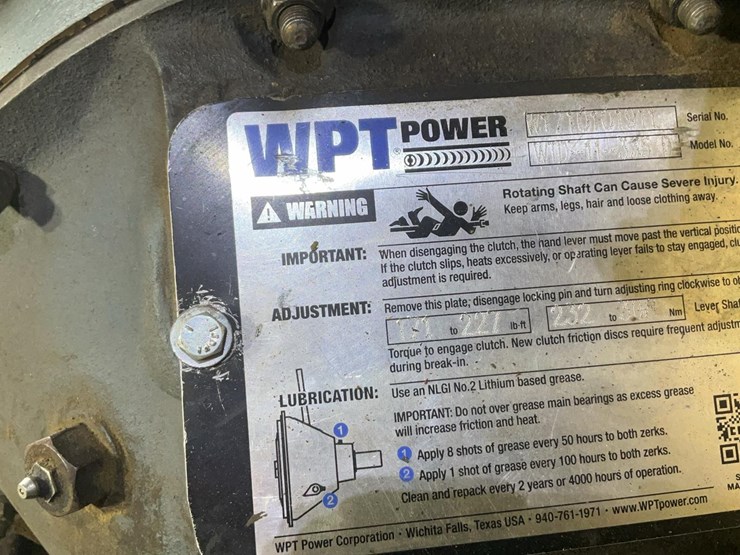 WPT POWER
Serial No.
Model No.
WARNING
Rotating Shaft Can Cause Severe Injury.
Keep arms, legs, hair and loose clothing away.
IMPORTANT: When disengaging the clutch, the hand lever must move past the vertical
If the clutch slips, heats excessively, or operating lever fails to stay engaged,
adjustment is required.
ADJUSTMENT: Remove this plate; disengage locking pin and turn adjusting ring clockwise to
to 227 lb·ft 232 to Nm Lever
Torque to engage clutch. New clutch friction discs require frequent
during break-in.
LUBRICATION: Use an NLGI No.2 Lithium based grease.
IMPORTANT: Do not over grease main bearings as excess grease
will increase friction and heat.
1 Apply 8 shots of grease every 50 hours to both zerks.
2 Apply 1 shot of grease every 100 hours to both zerks.
Clean and repack every 2 years or 4000 hours of operation.
1
2
WPT Power Corporation · Wichita Falls, Texas USA · 940-761-1971 · www.WPTpower.com